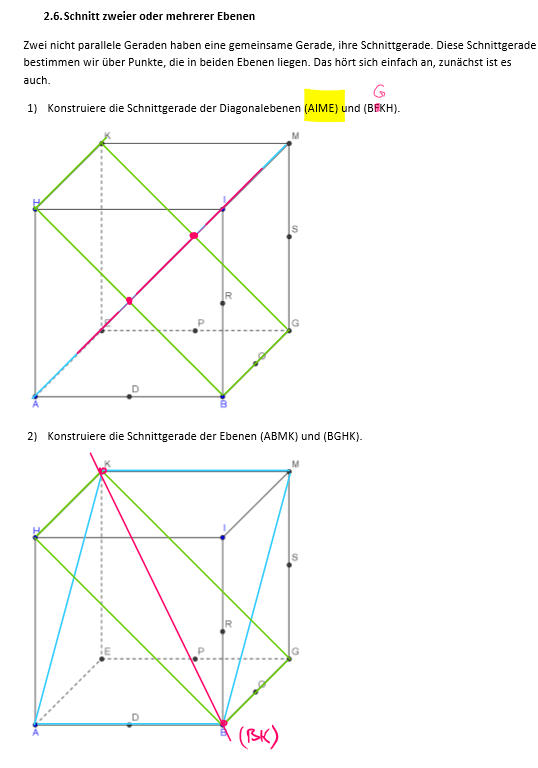 2.6. Schnitt zweier oder mehrerer Ebenen
Zwei nicht parallele Geraden haben eine gemeinsame Gerade, ihre Schnittgerade. Diese Schnittgerade
bestimmen wir über Punkte, die in beiden Ebenen liegen. Das hört sich einfach an, zunächst ist es
auch.
G
1) Konstruiere die Schnittgerade der Diagonalebenen (AIME) und (BKH).
K
M
H
I
S
R
E
P
G
Q
D
A
B
2) Konstruiere die Schnittgerade der Ebenen (ABMK) und (BGHK).
K
M
H
I
S
R
E
P
G
Q
D
A
B
(BK)